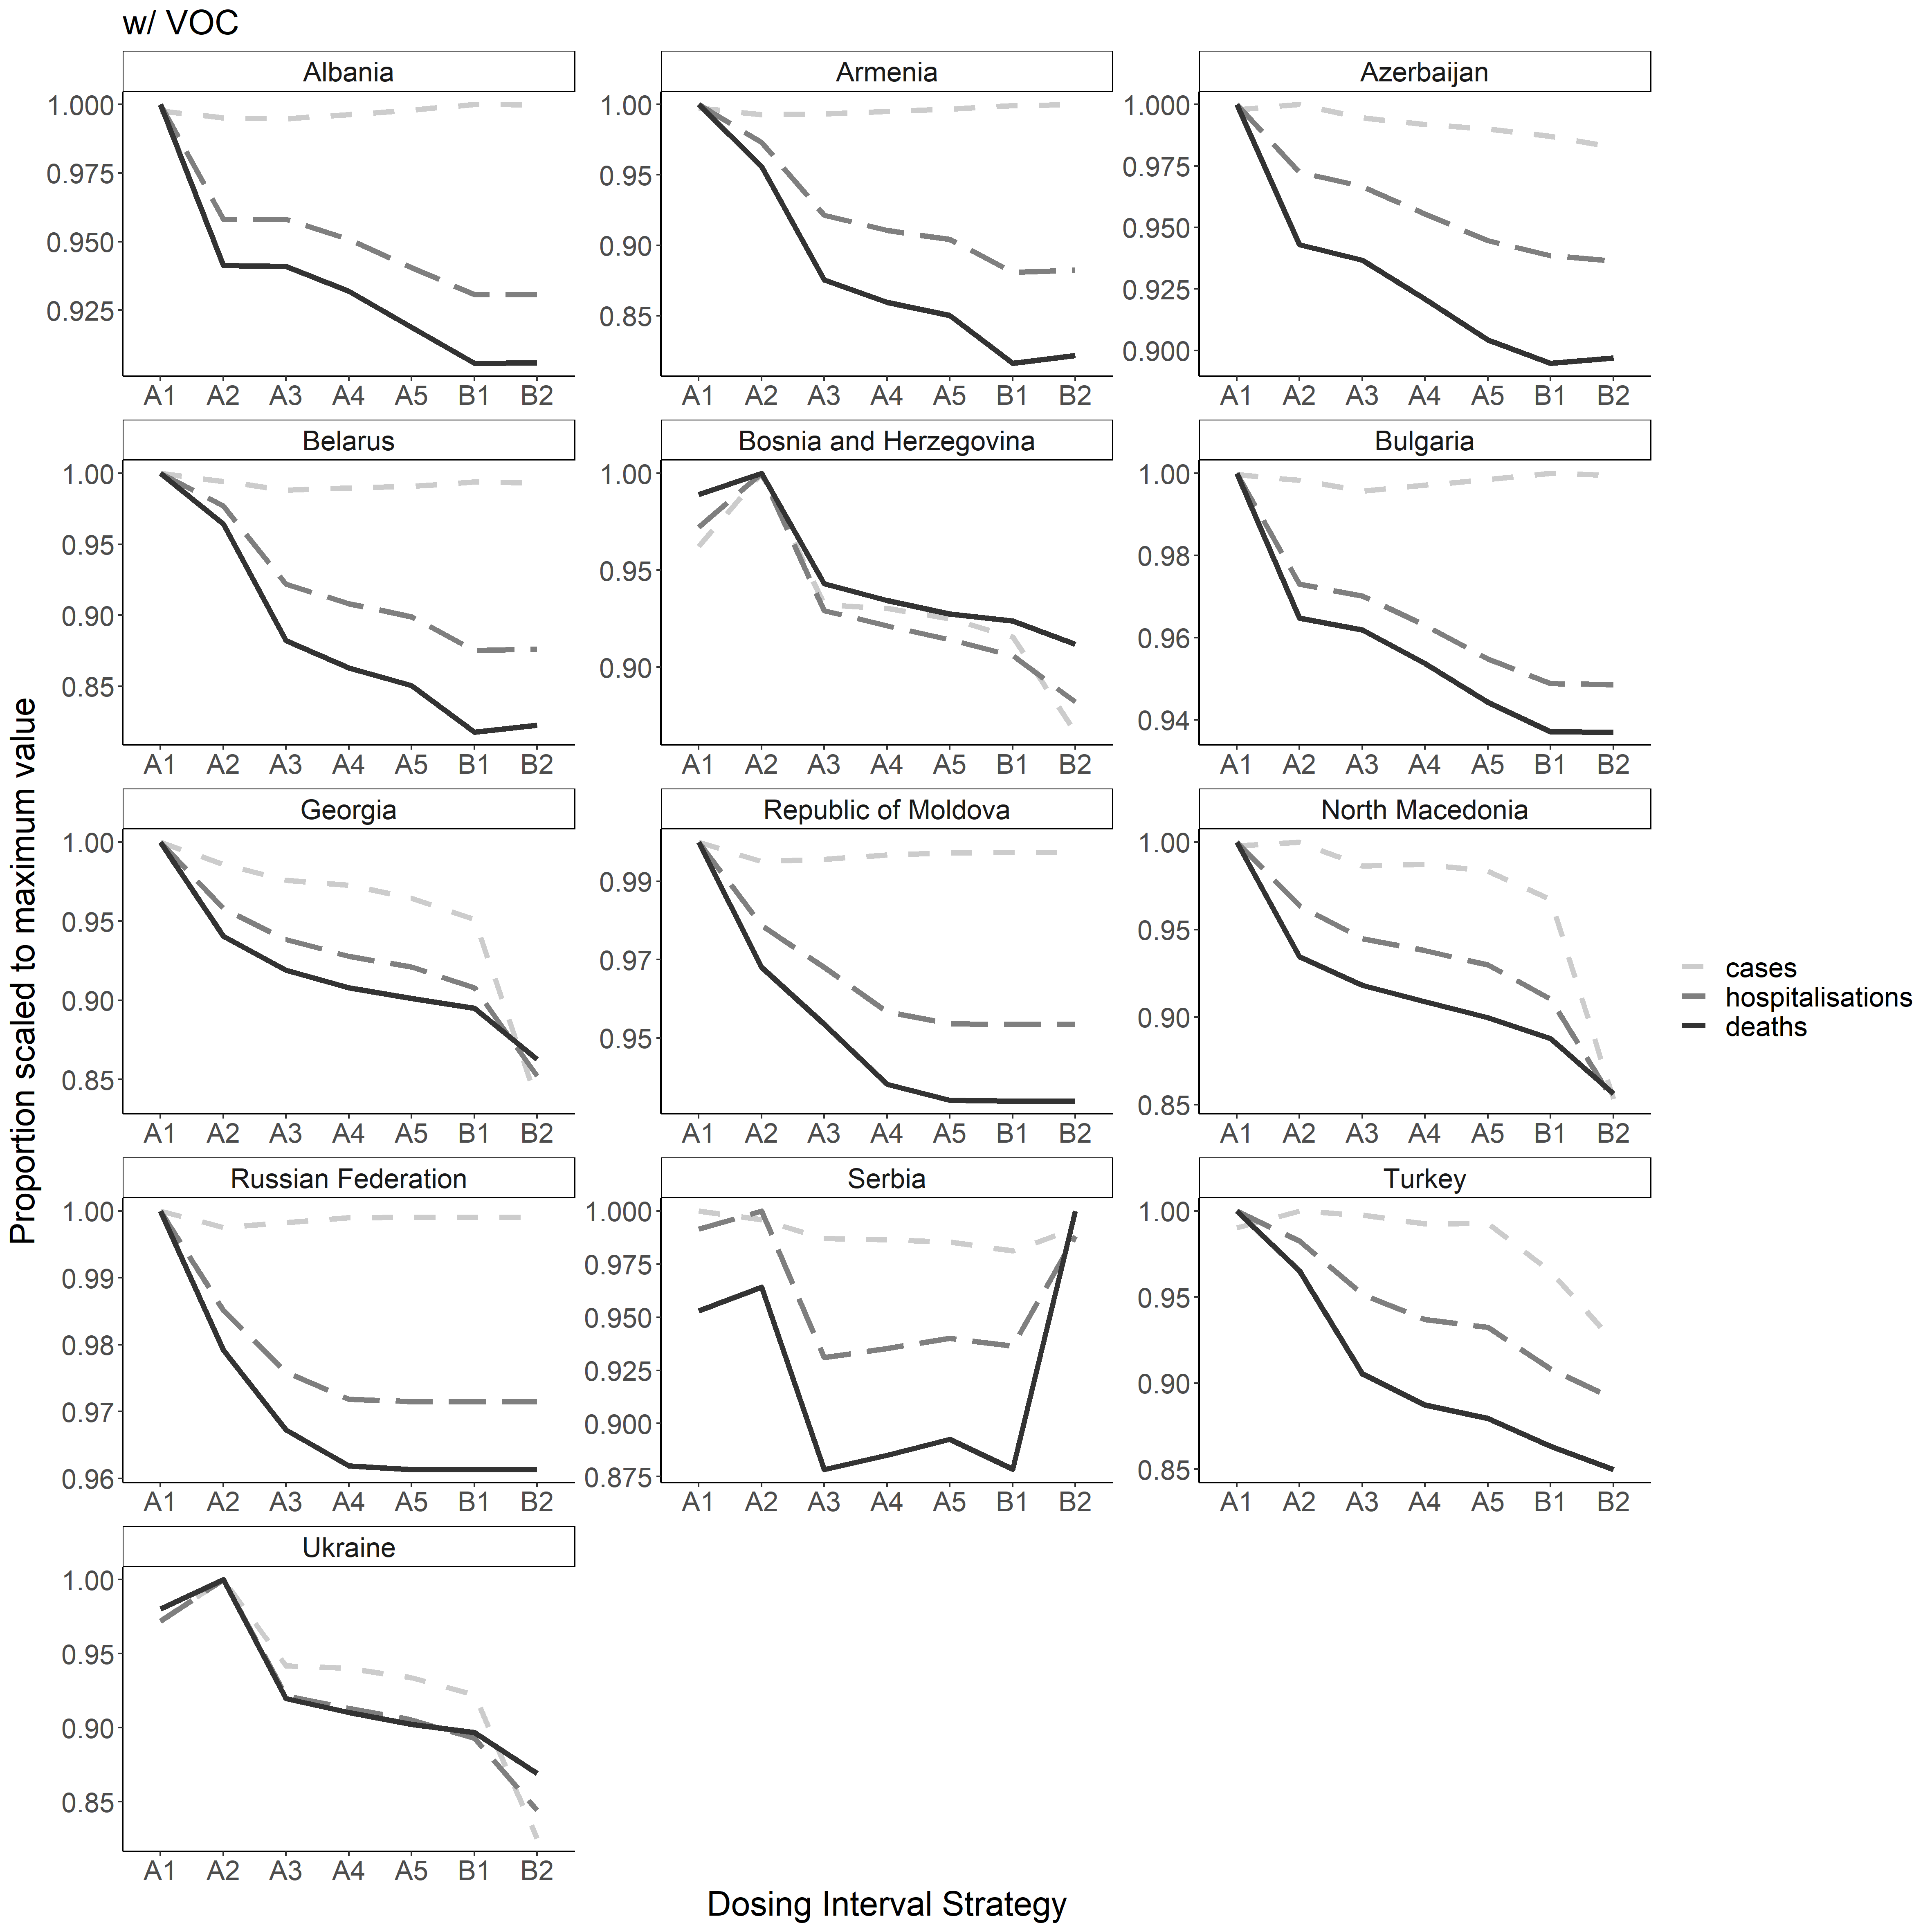 w/ VOC
Albania
Armenia
Azerbaijan
1.000
0.975
0.950
0.925
A1 A2 A3 A4 A5 B1 B2
1.00
0.95
0.90
0.85
A1 A2 A3 A4 A5 B1 B2
1.000
0.975
0.950
0.925
0.900
A1 A2 A3 A4 A5 B1 B2
Belarus
Bosnia and Herzegovina
Bulgaria
1.00
0.95
0.90
0.85
A1 A2 A3 A4 A5 B1 B2
1.00
0.95
0.90
A1 A2 A3 A4 A5 B1 B2
1.00
0.98
0.96
0.94
A1 A2 A3 A4 A5 B1 B2
Georgia
Republic of Moldova
North Macedonia
1.00
0.95
0.90
0.85
A1 A2 A3 A4 A5 B1 B2
0.99
0.97
0.95
A1 A2 A3 A4 A5 B1 B2
1.00
0.95
0.90
0.85
A1 A2 A3 A4 A5 B1 B2
Russian Federation
Serbia
Turkey
1.00
0.99
0.98
0.97
0.96
A1 A2 A3 A4 A5 B1 B2
1.000
0.975
0.950
0.925
0.900
0.875
A1 A2 A3 A4 A5 B1 B2
1.00
0.95
0.90
0.85
A1 A2 A3 A4 A5 B1 B2
Ukraine
1.00
0.95
0.90
0.85
A1 A2 A3 A4 A5 B1 B2
Proportion scaled to maximum value
Dosing Interval Strategy
cases
hospitalisations
deaths